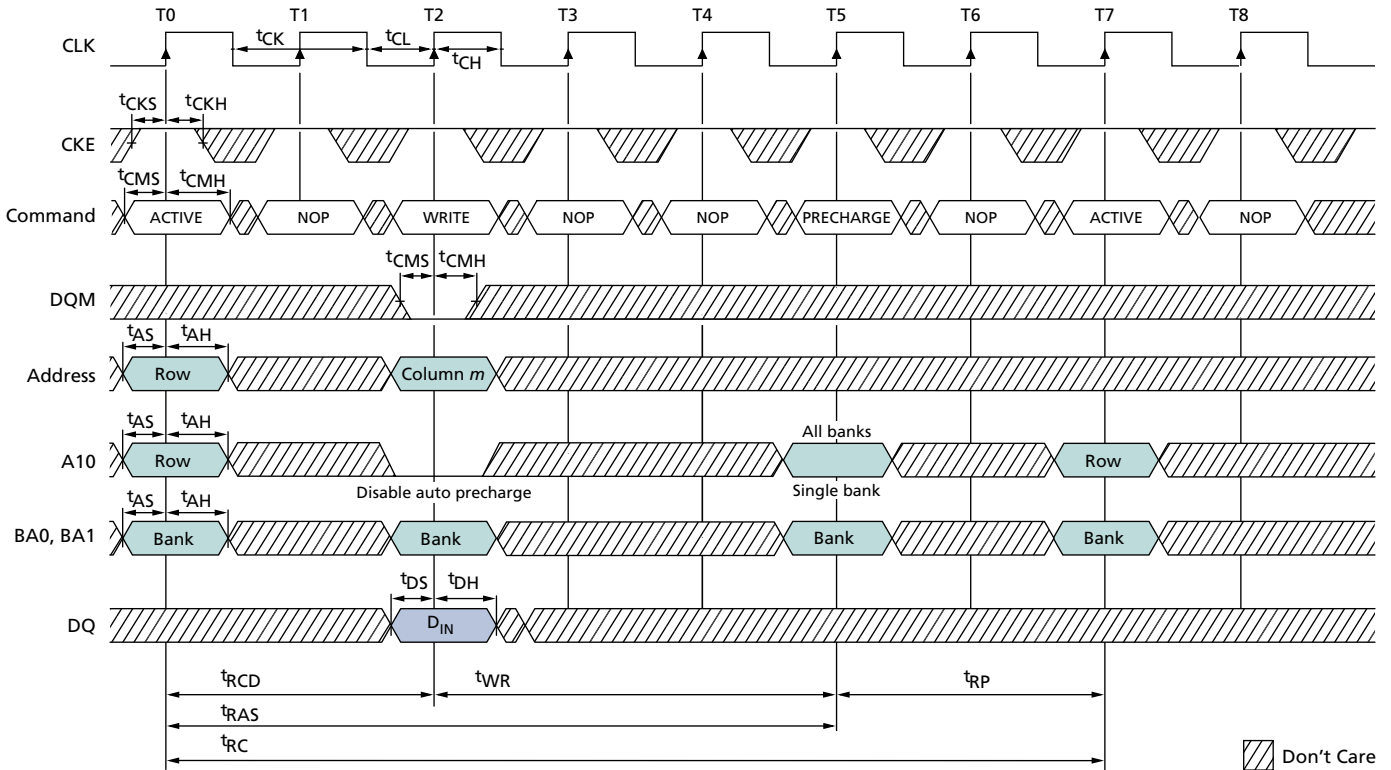 T0 T1 T2 T3 T4 T5 T6 T7 T8
CLK
tCK tCL
tCH
tCKS tCKH
CKE
tCMS tCMH
Command ACTIVE NOP WRITE NOP NOP PRECHARGE NOP ACTIVE NOP
tCMS tCMH
DQM
tAS tAH
Address Row Column m
tAS tAH
All banks
A10 Row Row
Disable auto precharge Single bank
tAS tAH
BA0, BA1 Bank Bank Bank Bank
tDS tDH
DQ DIN
tRCD tWR tRP
tRAS
tRC
Don't Care